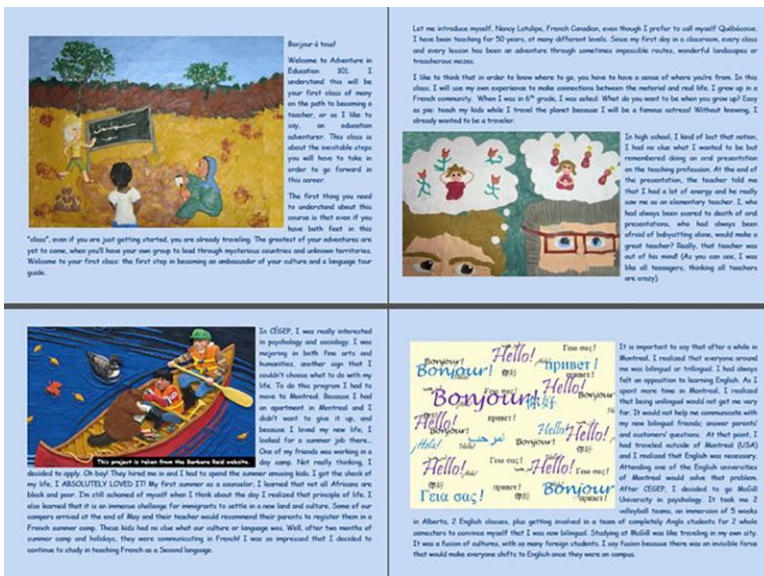 Bonjour à tous!
Welcome to Adventure in
Education 101. I
understand this will be
your first class of many
on the path to becoming a
teacher, or as I like to
say, an education
adventurer. This class is
about the inevitable steps
you will have to take in
order to go forward in
this career.
The first thing you need
to understand about this
course is that even if you
have both feet in this
"class", even if you are just getting started, you are already traveling. The greatest of your adventures are
yet to come, when you'll have your own group to lead through mysterious countries and unknown territories.
Welcome to your first class: the first step in becoming an ambassador of your culture and a language tour
guide.
Let me introduce myself, Nancy Latulipe, French Canadian, even though I prefer to call myself Québécoise.
I have been teaching for 50 years, at many different levels. Since my first day in a classroom, every class
and every lesson has been an adventure through sometimes impossible routes, wonderful landscapes or
treacherous mazes.
I like to think that in order to know where to go, you have to have a sense of where you're from. In this
class, I will use my own experience to make connections between the material and real life. I grew up in a
French community. When I was in 6th grade, I was asked: What do you want to be when you grow up? Easy
as pie: teach my kids while I travel the planet because I will be a famous actress! Without knowing, I
already wanted to be a traveler.
In high school, I kind of lost that notion,
I had no clue what I wanted to be but
remembered doing an oral presentation
on the teaching profession. At the end of
the presentation, the teacher told me
that I had a lot of energy and he really
saw me as an elementary teacher. I, who
had always been scared to death of oral
presentations, who had always been
afraid of babysitting alone, would make a
great teacher? Really, that teacher was
out of his mind! (As you can see, I was
like all teenagers, thinking all teachers
are crazy).
In CÉGEP, I was really interested
in psychology and sociology. I was
majoring in both fine arts and
humanities, another sign that I
couldn't choose what to do with my
life. To do this program I had to
move to Montreal. Because I had
an apartment in Montreal and I
didn't want to give it up, and
because I loved my new life, I
looked for a summer job there...
One of my friends was working in a
day camp. Not really thinking, I
This project is taken from the Barbara Reid website.
decided to apply. Oh boy! They hired me in and I had to spend the summer amusing kids. I got the shock of
my life, I ABSOLUTELY LOVED IT! My first summer as a counselor, I learned that not all Africans are
black and poor. I'm still ashamed of myself when I think about the day I realized that principle of life. I
also learned that it is an immense challenge for immigrants to settle in a new land and culture. Some of our
campers arrived at the end of May and their teacher would recommend their parents to register them in a
French summer camp. These kids had no clue what our culture or language was. Well, after two months of
summer camp and holidays, they were communicating in French! I was so impressed that I decided to
continue to study in teaching French as a Second language.
Hello!
Bonjour!
Γεια σας!
привет!
你好
It is important to say that after a while in
Montreal, I realized that everyone around
me was bilingual or trilingual. I had always
felt an opposition to learning English. As I
spent more time in Montreal, I realized
that being unilingual would not get me very
far. It would not help me communicate with
my new bilingual friends; answer parents'
and customers' questions. At that point, I
had traveled outside of Montreal (USA)
and I realized that English was necessary.
Attending one of the English universities
of Montreal would solve that problem.
After CEGEP, I decided to go McGill
University in psychology. It took me 2
volleyball teams, an immersion of 5 weeks
in Alberta, 2 English classes, plus getting involved in a team of completely Anglo students for 2 whole
semesters to convince myself that I was now bilingual. Studying at McGill was like traveling in my own city.
It was a fusion of cultures, with so many foreign students. I say fusion because there was an invisible force
that would make everyone shifts to English once they were on campus.